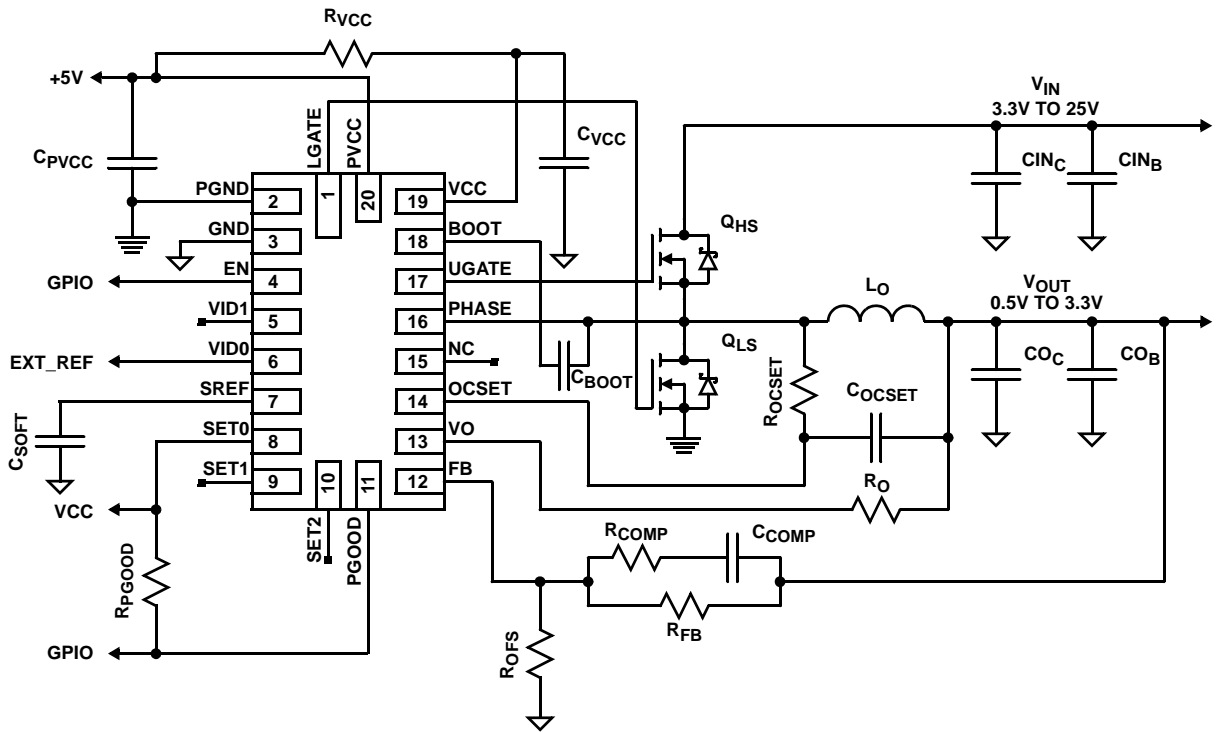 RVCC
+5V
LGATE
PVCC
CVCC
VIN
3.3V TO 25V
CPVCC
CINC
CINB
PGND
2
1
20
19
VCC
GND
3
18
BOOT
QHS
GPIO
EN
4
17
UGATE
VID1
5
16
PHASE
LO
VOUT
0.5V TO 3.3V
EXT_REF
VID0
6
15
NC
QLS
CBOOT
COC
COB
SREF
7
14
OCSET
ROCSET
COCSET
CSOFT
SET0
8
13
VO
SET1
9
10
11
12
FB
RO
VCC
SET2
PGOOD
RCOMP
CCOMP
RPGOOD
RFB
GPIO
ROFS